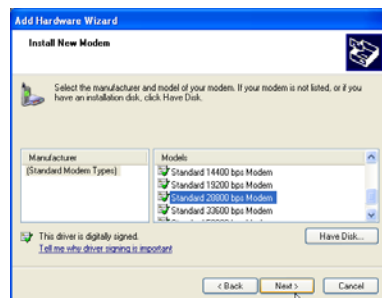 Add Hardware Wizard
Install New Modem
Select the manufacturer and model of your modem. If your modem is not listed, or if you
have an installation disk, click Have Disk.
Manufacturer
(Standard Modem Types)
Models
Standard 14400 bps Modem
Standard 19200 bps Modem
Standard 28800 bps Modem
Standard 33600 bps Modem
This driver is digitally signed.
Tell me why driver signing is important
Have Disk...
< Back
Next >
Cancel